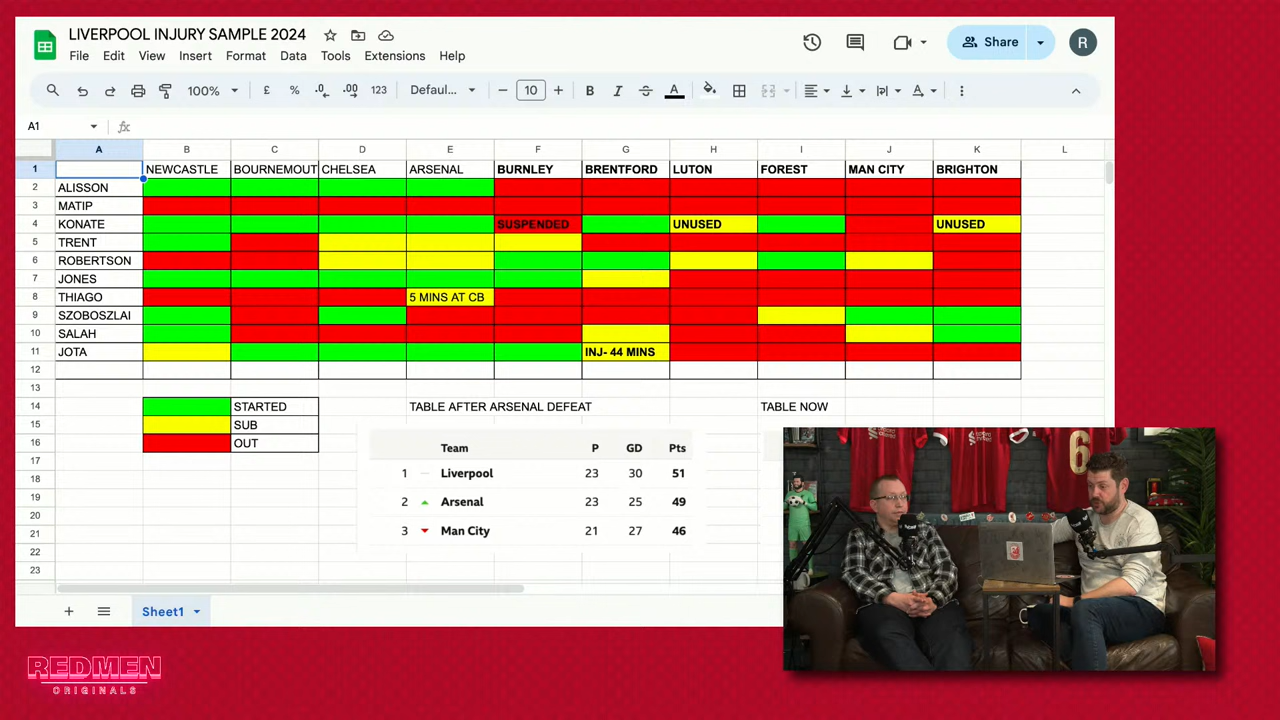 LIVERPOOL INJURY SAMPLE 2024
File Edit View Insert Format Data Tools Extensions Help
Share
R
100% £ % .0 .00 123 Defaul... 10 B I S A
A1 fx
A B C D E F G H I J K L
1 NEWCASTLE BOURNEMOUT CHELSEA ARSENAL BURNLEY BRENTFORD LUTON FOREST MAN CITY BRIGHTON
2 ALISSON
3 MATIP
4 KONATE SUSPENDED UNUSED UNUSED
5 TRENT
6 ROBERTSON
7 JONES
8 THIAGO 5 MINS AT CB
9 SZOBOSZLAI
10 SALAH
11 JOTA INJ- 44 MINS
12
13
14 STARTED TABLE AFTER ARSENAL DEFEAT TABLE NOW
15 SUB
16 OUT
17
18
19
20
21
22
23
Team P GD Pts
1 Liverpool 23 30 51
2 Arsenal 23 25 49
3 Man City 21 27 46
Sheet1
6
REDMEN
ORIGINALS